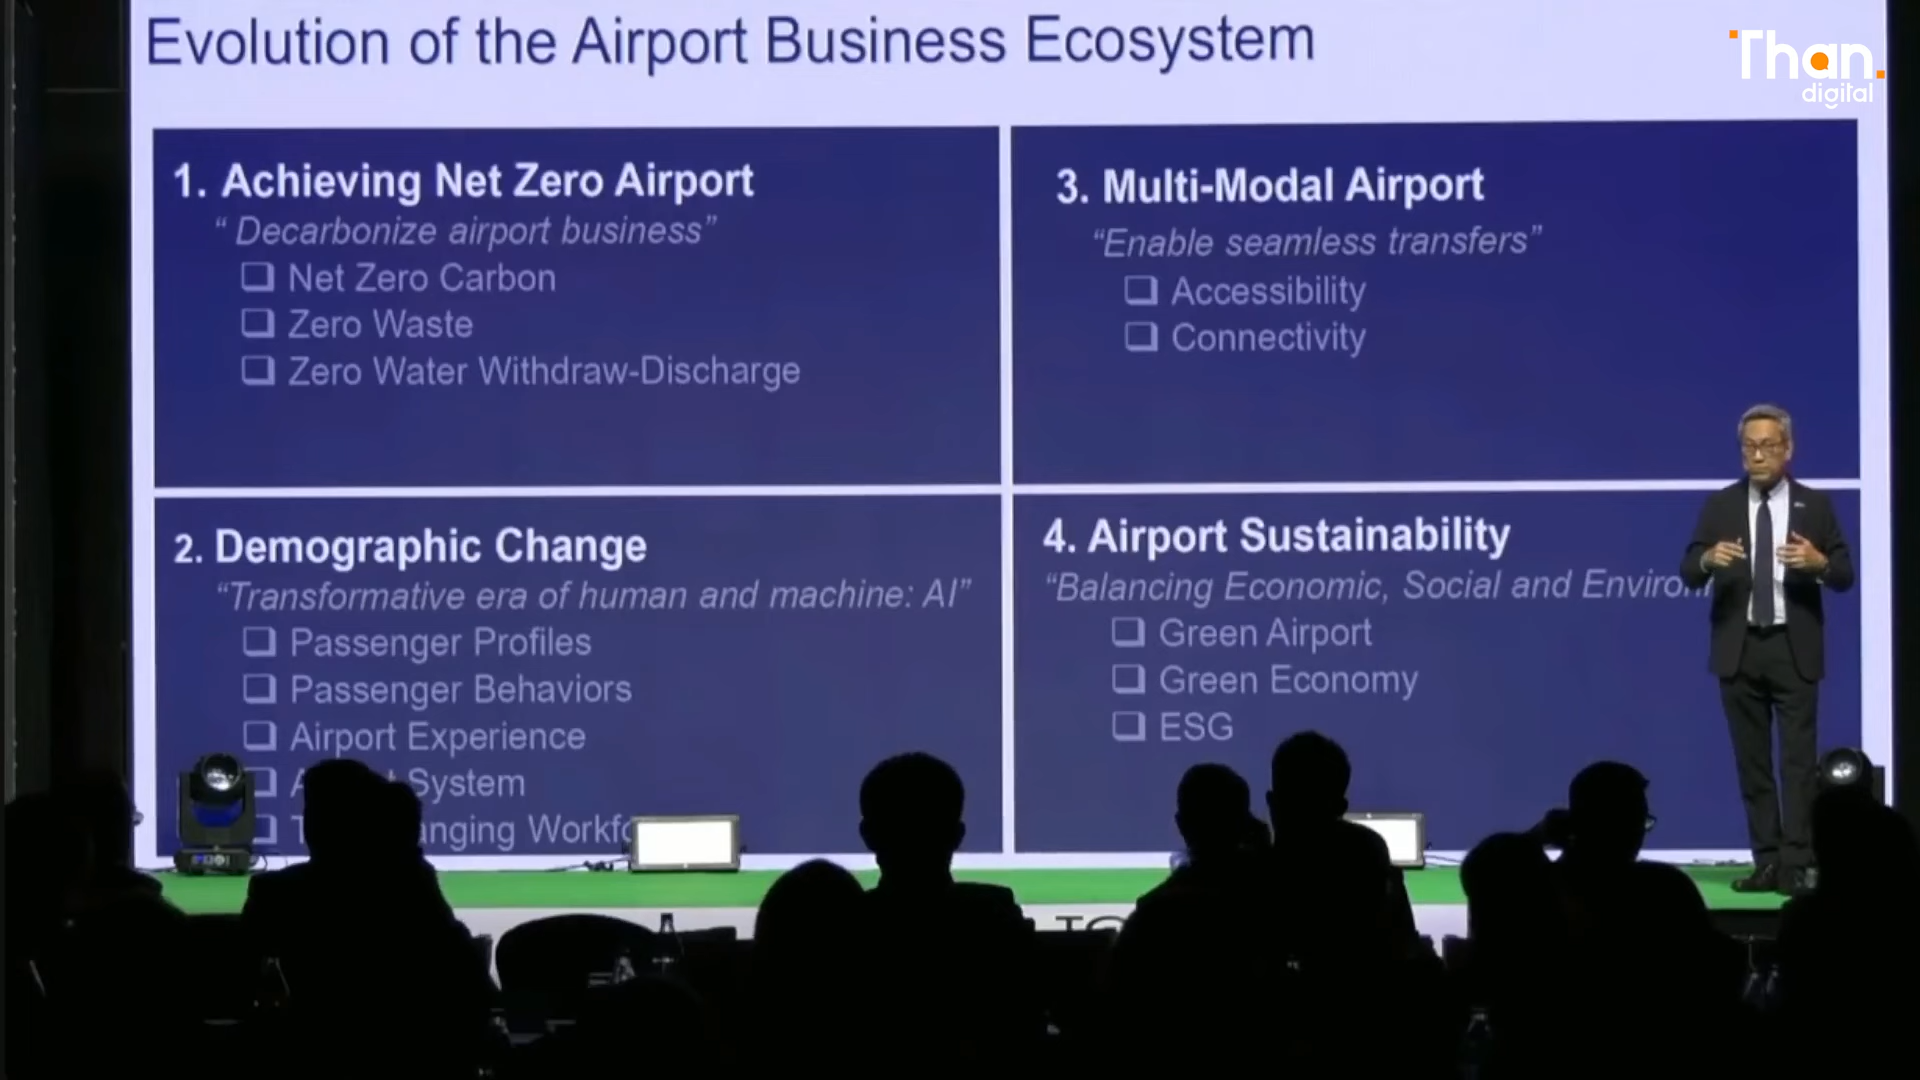 Evolution of the Airport Business Ecosystem
Than.
digital
1. Achieving Net Zero Airport
“ Decarbonize airport business”
❑ Net Zero Carbon
❑ Zero Waste
❑ Zero Water Withdraw-Discharge
2. Demographic Change
“Transformative era of human and machine: AI”
❑ Passenger Profiles
❑ Passenger Behaviors
❑ Airport Experience
❑ System
3. Multi-Modal Airport
“Enable seamless transfers”
❑ Accessibility
❑ Connectivity
4. Airport Sustainability
“Balancing Economic, Social and
❑ Green Airport
❑ Green Economy
❑ ESG